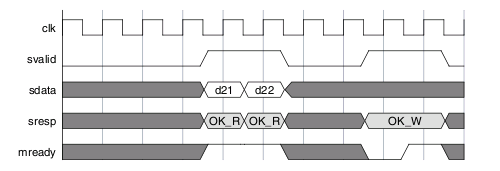 clk
svalid
sdata d21 d22
sresp OK_R OK_R OK_W
mready